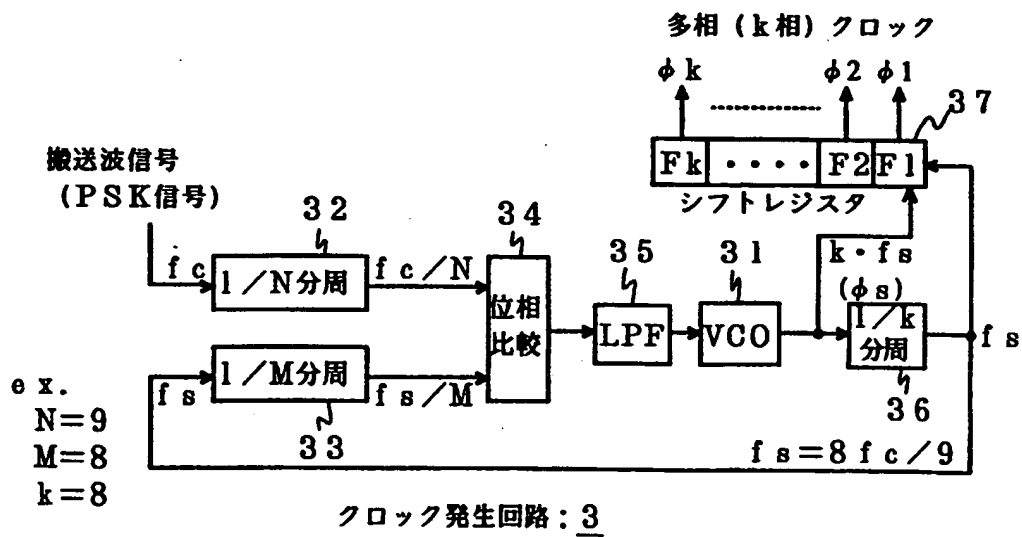 多相(k相)クロック
φk φ2 φ1
37
Fk ・・・・ F2 F1
シフトレジスタ
搬送波信号
(PSK信号)
32
34
35
31
k・fs
(φs)
fc
1/N分周
fc/N
位相
比較
LPF
VCO
1/k
分周
fs
36
fs
1/M分周
fs/M
33
ex.
N=9
M=8
k=8
fs=8fc/9
クロック発生回路:3